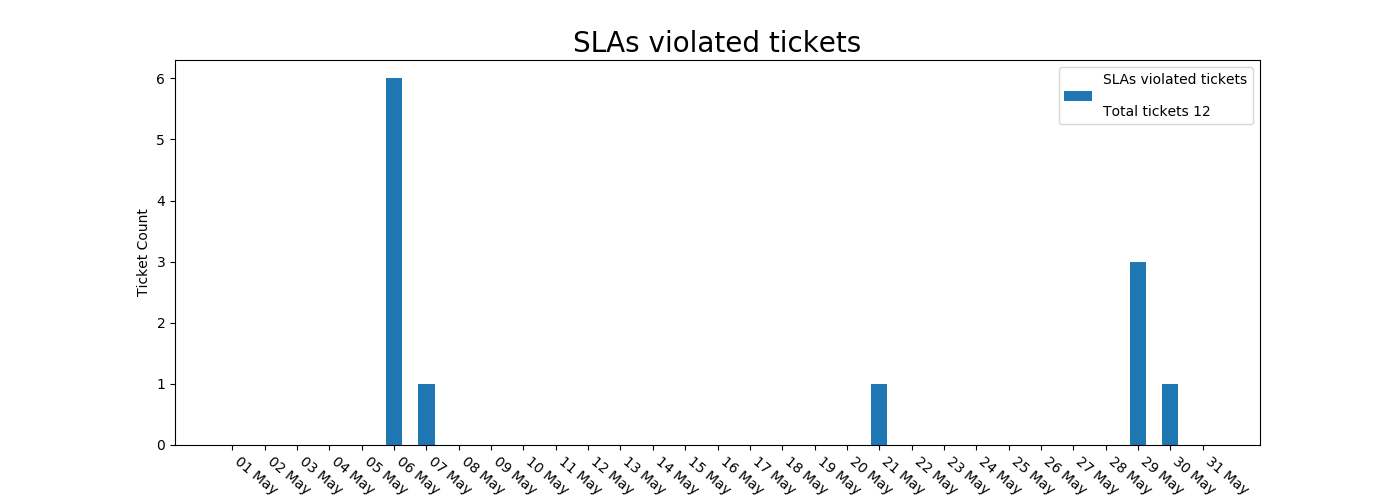 SLAs violated tickets
SLAs violated tickets
Total tickets 12
Ticket Count
6
5
4
3
2
1
0
01 May
02 May
03 May
04 May
05 May
06 May
07 May
08 May
09 May
10 May
11 May
12 May
13 May
14 May
15 May
16 May
17 May
18 May
19 May
20 May
21 May
22 May
23 May
24 May
25 May
26 May
27 May
28 May
29 May
30 May
31 May